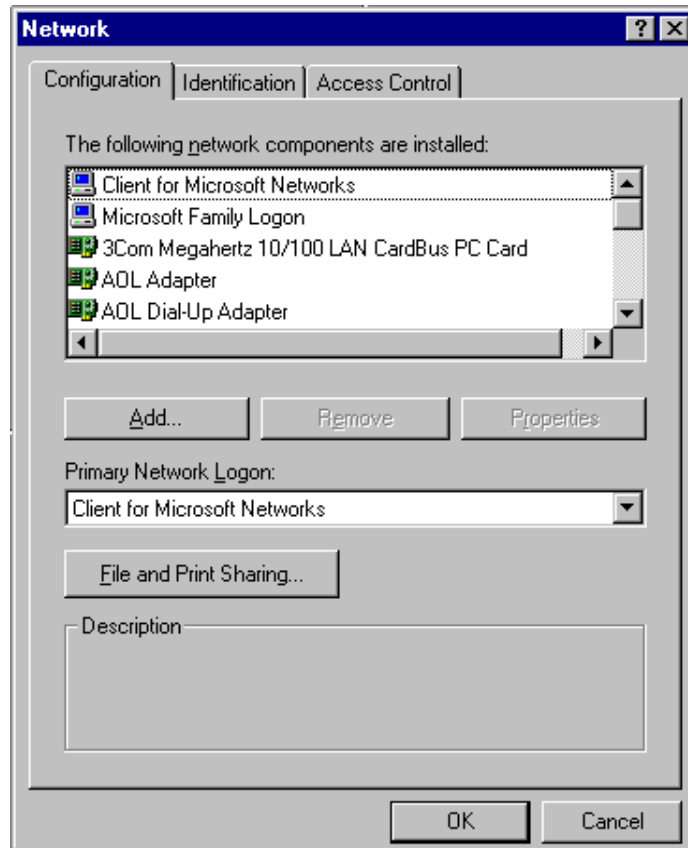 Network
Configuration Identification Access Control
The following network components are installed:
Client for Microsoft Networks
Microsoft Family Logon
3Com Megahertz 10/100 LAN CardBus PC Card
AOL Adapter
AOL Dial-Up Adapter
Add... Remove Properties
Primary Network Logon:
Client for Microsoft Networks
File and Print Sharing...
Description
OK Cancel